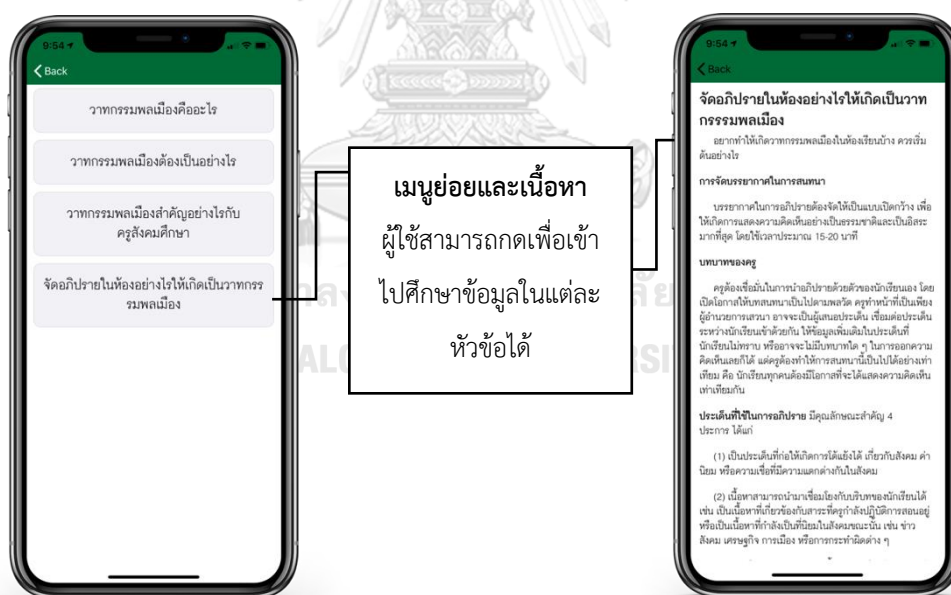 9:54
Back
วาทกรรมพลเมืองคืออะไร
วาทกรรมพลเมืองต้องเป็นอย่างไร
วาทกรรมพลเมืองสำคัญอย่างไรกับ
ครูสังคมศึกษา
จัดอภิปรายในห้องอย่างไรให้เกิดเป็นวาทกรร
รมพลเมือง
เมนูย่อยและเนื้อหา
ผู้ใช้สามารถกดเพื่อเข้า
ไปศึกษาข้อมูลในแต่ละ
หัวข้อได้
9:54
Back
จัดอภิปรายในห้องอย่างไรให้เกิดเป็นวาท
กรรรมพลเมือง
อยากทำให้เกิดวาทกรรมพลเมืองในห้องเรียนบ้าง ควรเริ่ม
ต้นอย่างไร
การจัดบรรยากาศในการสนทนา
บรรยากาศในการอภิปรายต้องจัดให้เป็นแบบเปิดกว้าง เพื่อ
ให้เกิดการแสดงความคิดเห็นอย่างเป็นธรรมชาติและเป็นอิสระ
มากที่สุด โดยใช้เวลาประมาณ 15-20 นาที
บทบาทของครู
ครูต้องเชื่อมั่นในการนำอภิปรายด้วยตัวของนักเรียนเอง โดย
เปิดโอกาสให้บทสนทนาเป็นไปตามพลวัต ครูทำหน้าที่เป็นเพียง
ผู้อำนวยการเสวนา อาจจะเป็นผู้เสนอประเด็น เชื่อมต่อประเด็น
ระหว่างนักเรียนเข้าด้วยกัน ให้ข้อมูลเพิ่มเติมในประเด็นที่
นักเรียนไม่ทราบ หรืออาจจะไม่มีบทบาทใด ๆ ในการออกความ
คิดเห็นเลยก็ได้ แต่ครูต้องทำให้การสนทนานี้เป็นไปได้อย่างเท่า
เทียม คือ นักเรียนทุกคนต้องมีโอกาสที่จะได้แสดงความคิดเห็น
เท่าเทียมกัน
ประเด็นที่ใช้ในการอภิปราย มีคุณลักษณะสำคัญ 4
ประการ ได้แก่
(1) เป็นประเด็นที่ก่อให้เกิดการโต้แย้งได้ เกี่ยวกับสังคม ค่า
นิยม หรือความเชื่อที่มีความแตกต่างกันในสังคม
(2) เนื้อหาสามารถนำมาเชื่อมโยงกับบริบทของนักเรียนได้
เช่น เป็นเนื้อหาที่เกี่ยวข้องกับสาระที่ครูกำลังปฏิบัติการสอนอยู่
หรือเป็นเนื้อหาที่กำลังเป็นที่นิยมในสังคมขณะนั้น เช่น ข่าว
สังคม เศรษฐกิจ การเมือง หรือการกระทำผิดต่าง ๆ